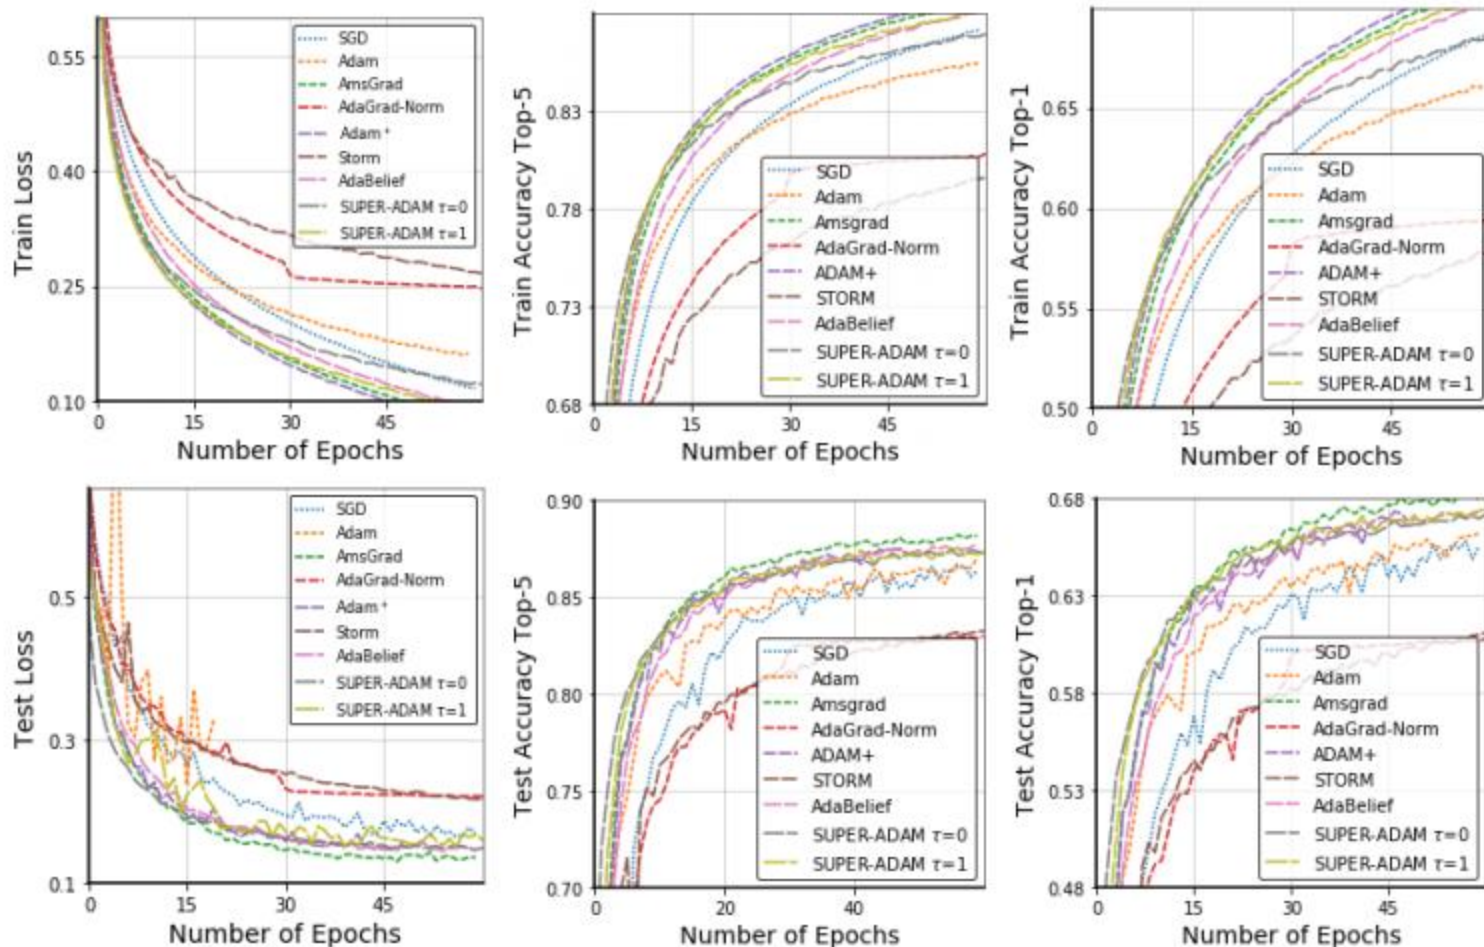 Train Loss
0.55
0.40
0.25
0.10
0
15
30
45
Number of Epochs
SGD
Adam
AmsGrad
AdaGrad-Norm
Adam⁺
Storm
AdaBelief
SUPER-ADAM τ=0
SUPER-ADAM τ=1
Train Accuracy Top-5
0.83
0.78
0.73
0.68
0
15
30
45
Number of Epochs
SGD
Adam
Amsgrad
AdaGrad-Norm
ADAM+
STORM
AdaBelief
SUPER-ADAM τ=0
SUPER-ADAM τ=1
Train Accuracy Top-1
0.65
0.60
0.55
0.50
0
15
30
45
Number of Epochs
SGD
Adam
Amsgrad
AdaGrad-Norm
ADAM+
STORM
AdaBelief
SUPER-ADAM τ=0
SUPER-ADAM τ=1
Test Loss
0.5
0.3
0.1
0
15
30
45
Number of Epochs
SGD
Adam
AmsGrad
AdaGrad-Norm
Adam⁺
Storm
AdaBelief
SUPER-ADAM τ=0
SUPER-ADAM τ=1
Test Accuracy Top-5
0.90
0.85
0.80
0.75
0.70
0
20
40
Number of Epochs
SGD
Adam
Amsgrad
AdaGrad-Norm
ADAM+
STORM
AdaBelief
SUPER-ADAM τ=0
SUPER-ADAM τ=1
Test Accuracy Top-1
0.68
0.63
0.58
0.53
0.48
0
15
30
45
Number of Epochs
SGD
Adam
Amsgrad
AdaGrad-Norm
ADAM+
STORM
AdaBelief
SUPER-ADAM τ=0
SUPER-ADAM τ=1